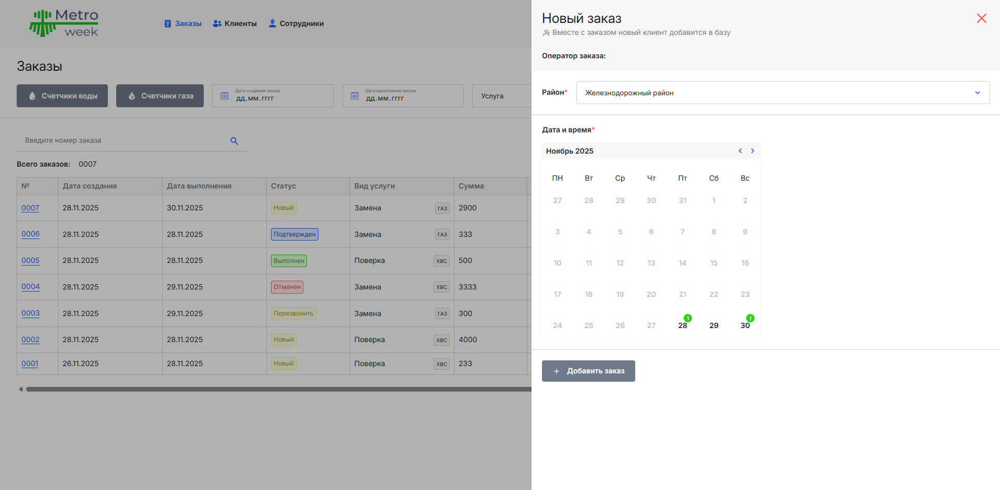 Metro
week
Заказы
Клиенты
Сотрудники
Заказы
Счетчики воды
Счетчики газа
Дата создания заказа
дд.мм.гггг
Дата выполнения заказа
дд.мм.гггг
Услуга
Введите номер заказа
Всего заказов: 0007
№ Дата создания Дата выполнения Статус Вид услуги Сумма
0007 28.11.2025 30.11.2025 Новый Замена ГАЗ 2900
0006 28.11.2025 28.11.2025 Подтвержден Замена ГАЗ 333
0005 28.11.2025 28.11.2025 Выполнен Поверка ХВС 500
0004 28.11.2025 29.11.2025 Отменен Замена ХВС 3333
0003 28.11.2025 29.11.2025 Перезвонить Замена ГАЗ 300
0002 28.11.2025 28.11.2025 Новый Поверка ХВС 4000
0001 26.11.2025 28.11.2025 Новый Поверка ХВС 233
Новый заказ
Вместе с заказом новый клиент добавится в базу
Оператор заказа:
Район* Железнодорожный район
Дата и время*
Ноябрь 2025
ПН Вт Ср Чт Пт Сб Вс
27 28 29 30 31 1 2
3 4 5 6 7 8 9
10 11 12 13 14 15 16
17 18 19 20 21 22 23
1 1
24 25 26 27 28 29 30
+ Добавить заказ